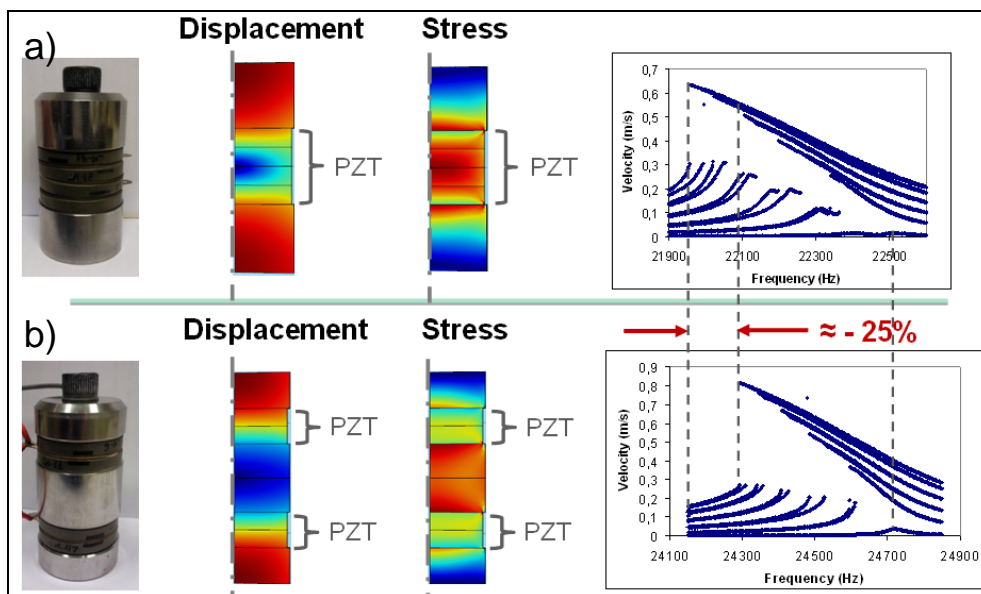 a)
Displacement
Stress
PZT
PZT
0,7
0,6
0,5
0,4
0,3
0,2
0,1
0
Velocity (m/s)
21900
22100
22300
22500
Frequency (Hz)
≈ - 25%
b)
Displacement
Stress
PZT
PZT
PZT
PZT
0,9
0,8
0,7
0,6
0,5
0,4
0,3
0,2
0,1
0
Velocity (m/s)
24100
24300
24500
24700
24900
Frequency (Hz)